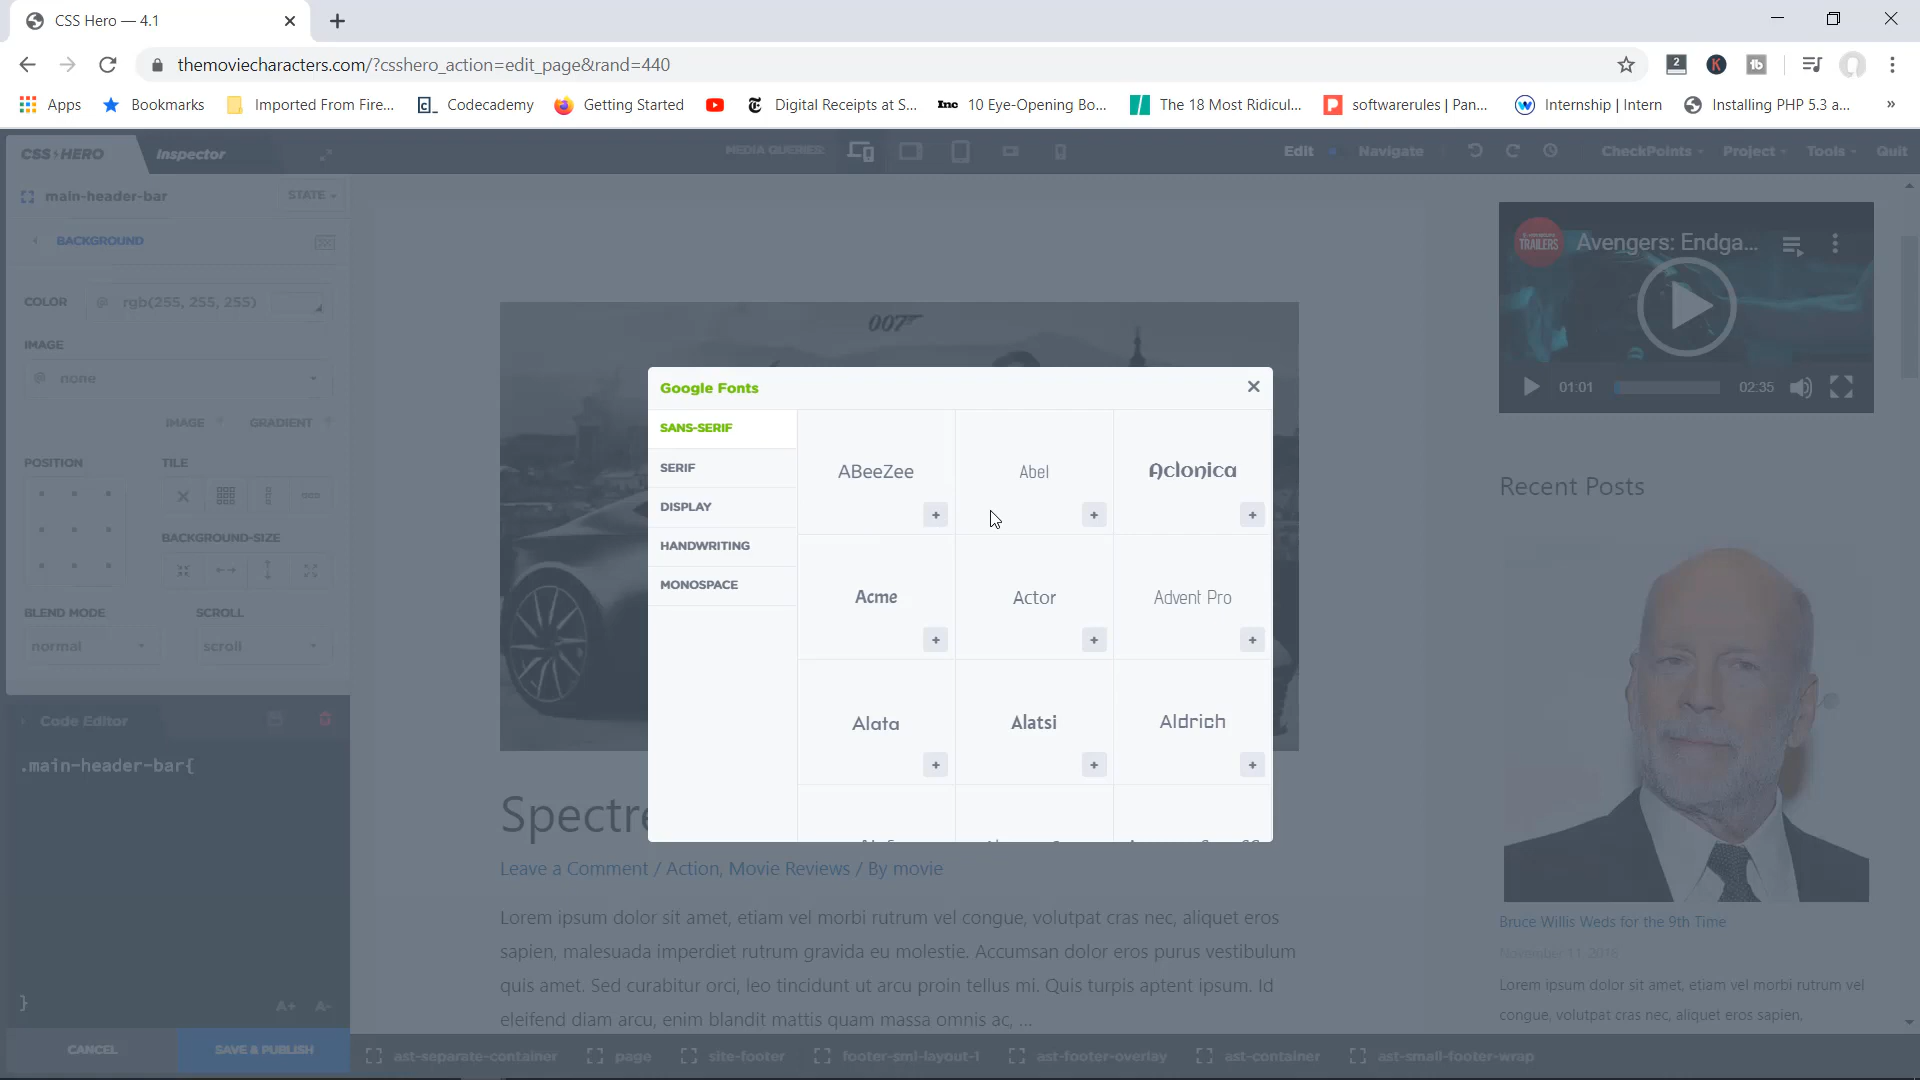 CSS Hero — 4.1
themoviecharacters.com/?csshero_action=edit_page&rand=440
2
K
tb
Apps
Bookmarks
Imported From Fire...
Codecademy
Getting Started
Digital Receipts at S...
Inc 10 Eye-Opening Bo...
The 18 Most Ridicul...
softwarerules | Pan...
Internship | Intern
Installing PHP 5.3 a...
»
CSS HERO
Inspector
MEDIA QUERIES:
Edit
Navigate
CheckPoints
Project
Tools
Quit
main-header-bar
STATE
BACKGROUND
COLOR
@ rgb(255, 255, 255)
IMAGE
@ none
IMAGE
GRADIENT
POSITION
TILE
BACKGROUND-SIZE
BLEND MODE
SCROLL
normal
scroll
Code Editor
.main-header-bar{
}
A+
A-
CANCEL
SAVE & PUBLISH
007
Google Fonts
SANS-SERIF
SERIF
DISPLAY
HANDWRITING
MONOSPACE
ABeeZee
Abel
Aclonica
Acme
Actor
Advent Pro
Alata
Alatsi
Aldrich
Spectre
Leave a Comment / Action, Movie Reviews / By movie
Lorem ipsum dolor sit amet, etiam vel morbi rutrum vel congue, volutpat cras nec, aliquet eros
sapien, malesuada imperdiet rutrum gravida eu molestie. Accumsan dolor eros purus vestibulum
quis amet. Sed curabitur orci, leo tincidunt ut arcu proin tellus mi. Quis turpis aptent ipsum. Id
eleifend diam arcu, enim blandit mattis quam massa omnis ac, ...
TRAILERS
Avengers: Endga...
01:01
02:35
Recent Posts
Bruce Willis Weds for the 9th Time
November 11, 2018
Lorem ipsum dolor sit amet, etiam vel morbi rutrum vel
congue, volutpat cras nec, aliquet eros sapien,
ast-separate-container
page
site-footer
footer-sml-layout-1
ast-footer-overlay
ast-container
ast-small-footer-wrap